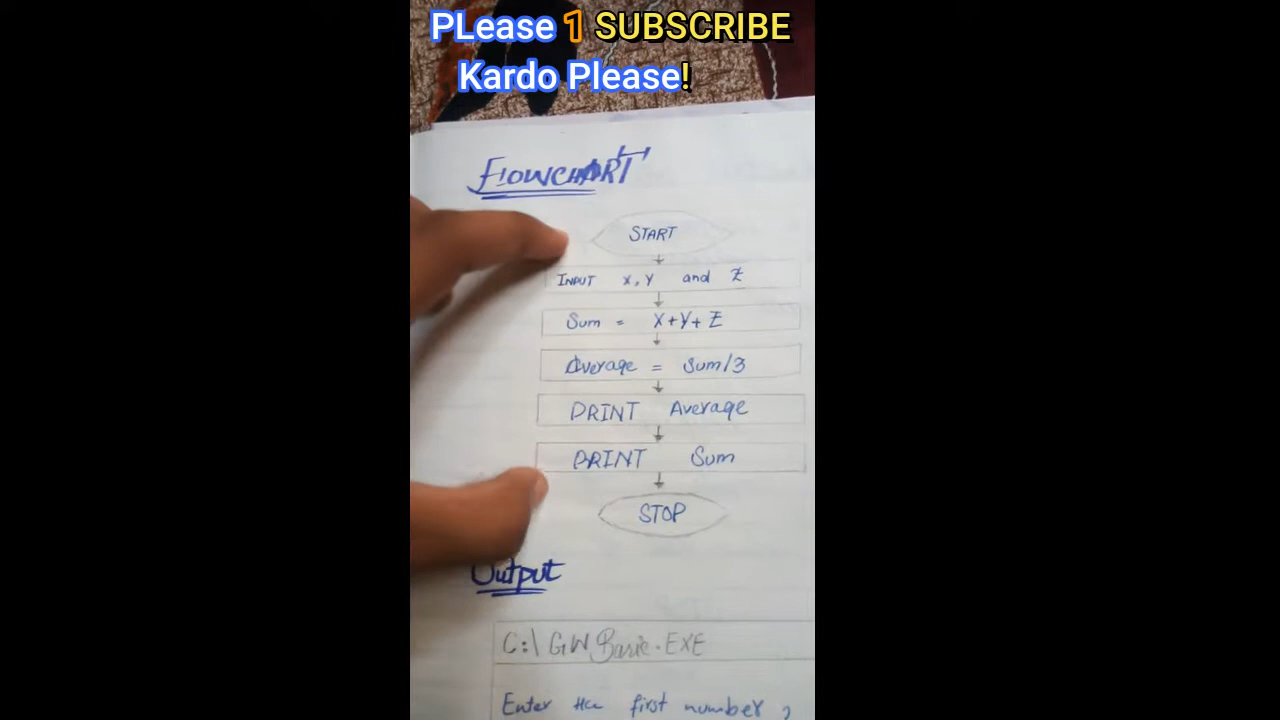 PLease 1 SUBSCRIBE
Kardo Please!
FlOWCHART
START
INPUT X, Y and Z
Sum = X+Y+Z
Average = Sum/3
PRINT Average
PRINT Sum
STOP
Output
C:\GW Basic.EXE
Enter the first number ?